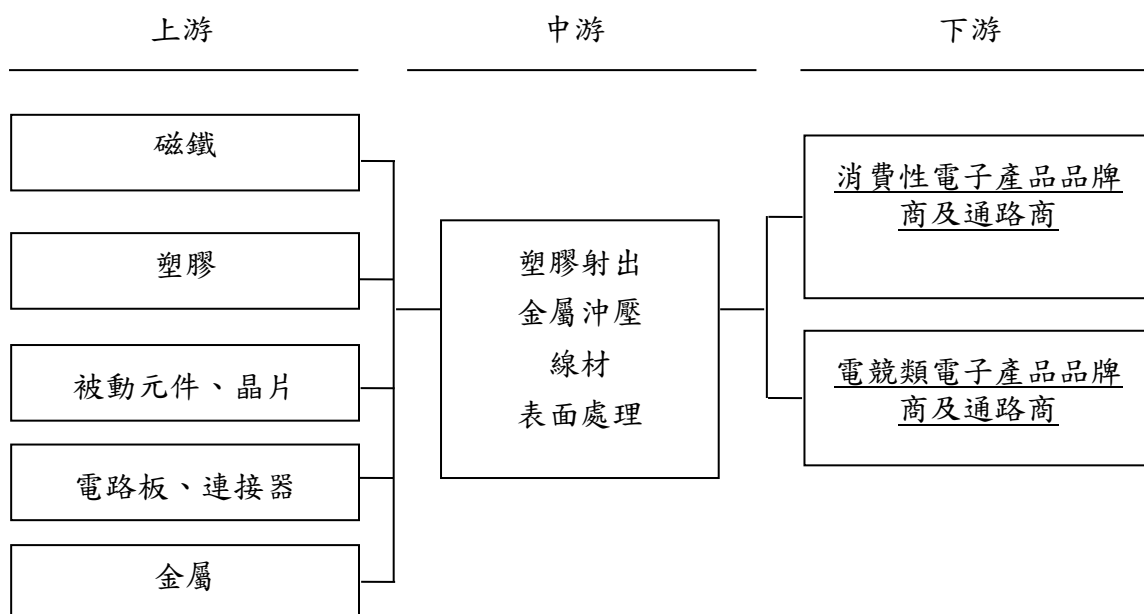 上游
中游
下游
磁鐵
塑膠
被動元件、晶片
電路板、連接器
金屬
塑膠射出
金屬沖壓
線材
表面處理
消費性電子產品品牌
商及通路商
電競類電子產品品牌
商及通路商